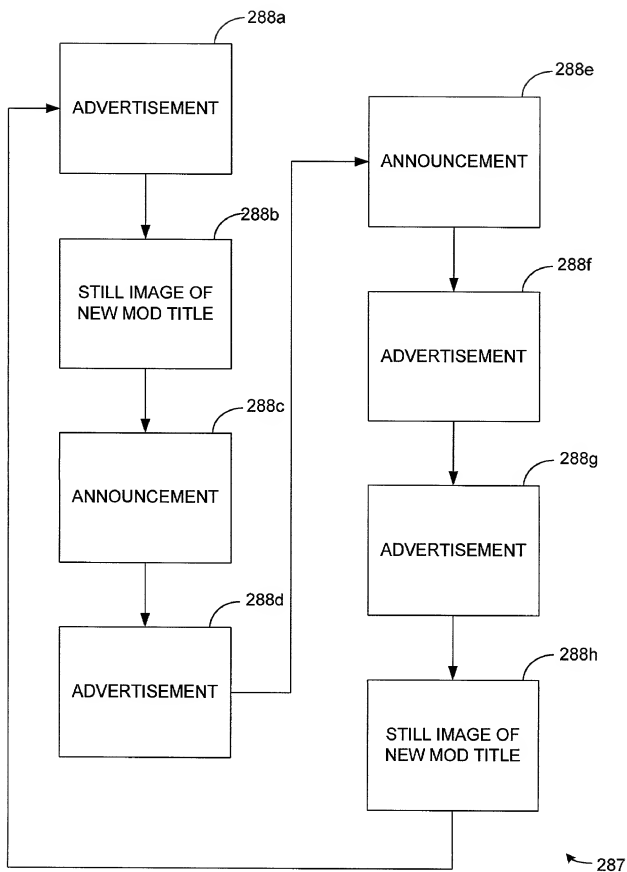 288a
ADVERTISEMENT
288b
STILL IMAGE OF
NEW MOD TITLE
288c
ANNOUNCEMENT
288d
ADVERTISEMENT
288e
ANNOUNCEMENT
288f
ADVERTISEMENT
288g
ADVERTISEMENT
288h
STILL IMAGE OF
NEW MOD TITLE
287